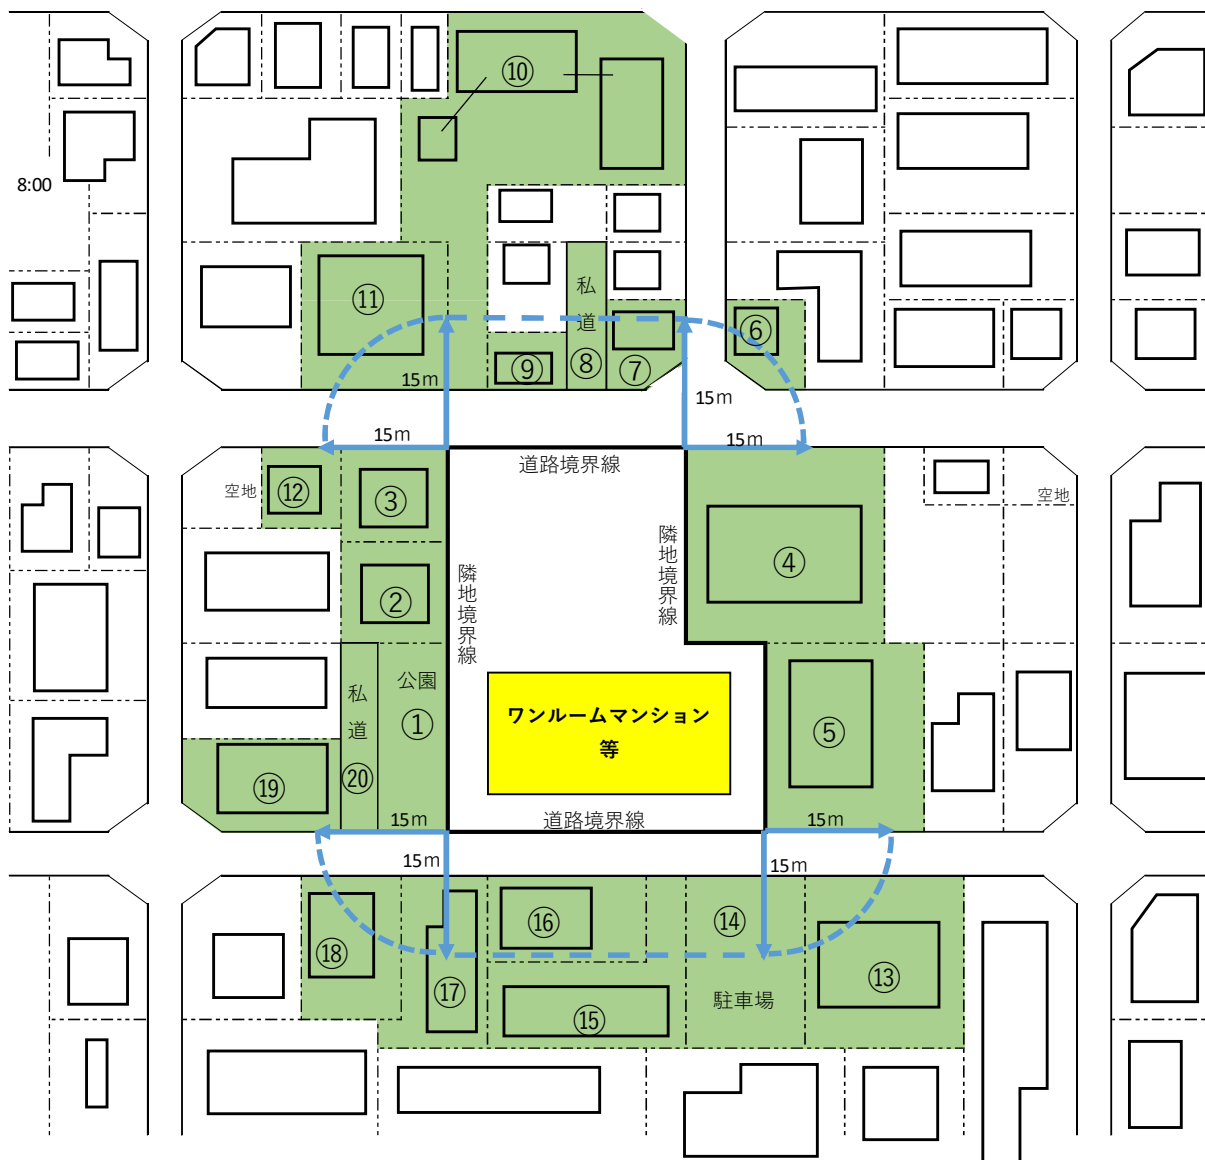 ⑩
8:00
私
道
⑧
⑪
⑥
⑨
⑦
15m
15m
15m
15m
道路境界線
空地
⑫
③
空地
隣
地
境
界
線
④
②
隣
地
境
界
線
公園
①
私
道
⑳
ワンルームマンション
等
⑤
⑲
15m
道路境界線
15m
15m
15m
⑯
⑭
⑱
⑰
⑮
駐車場
⑬